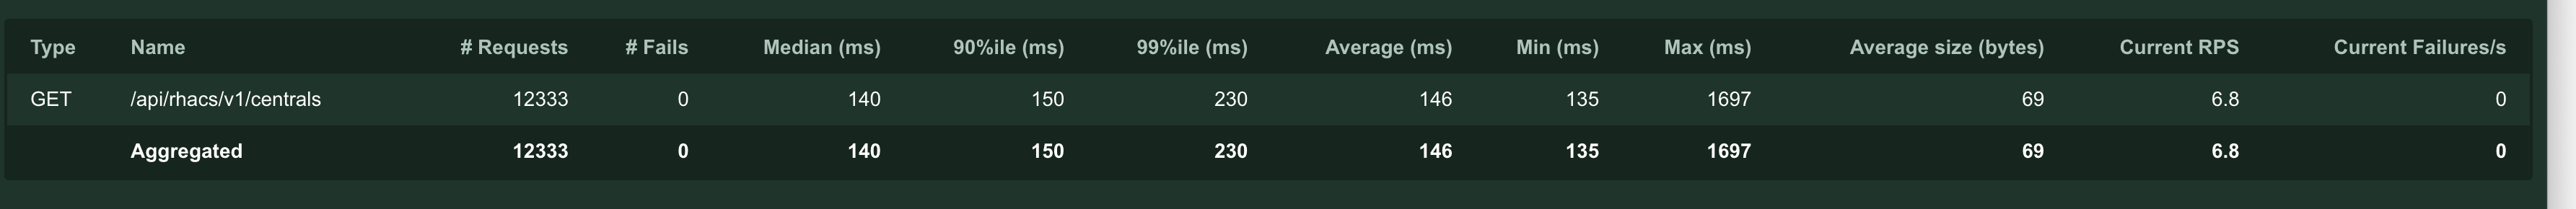 Type Name # Requests # Fails Median (ms) 90%ile (ms) 99%ile (ms) Average (ms) Min (ms) Max (ms) Average size (bytes) Current RPS Current Failures/s
GET /api/rhacs/v1/centrals 12333 0 140 150 230 146 135 1697 69 6.8 0
Aggregated 12333 0 140 150 230 146 135 1697 69 6.8 0